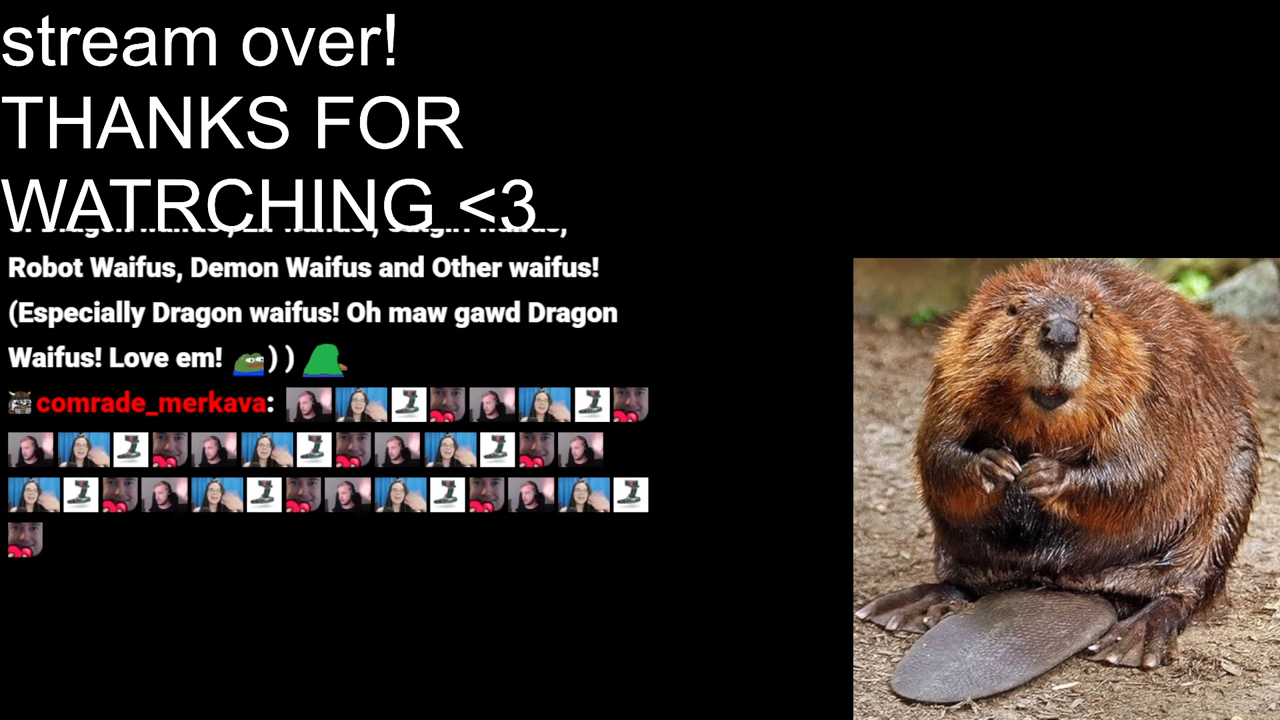 stream over!
THANKS FOR
WATRCHING <3
Robot Waifus, Demon Waifus and Other waifus!
(Especially Dragon waifus! Oh maw gawd Dragon
Waifus! Love em! ) )
comrade_merkava: